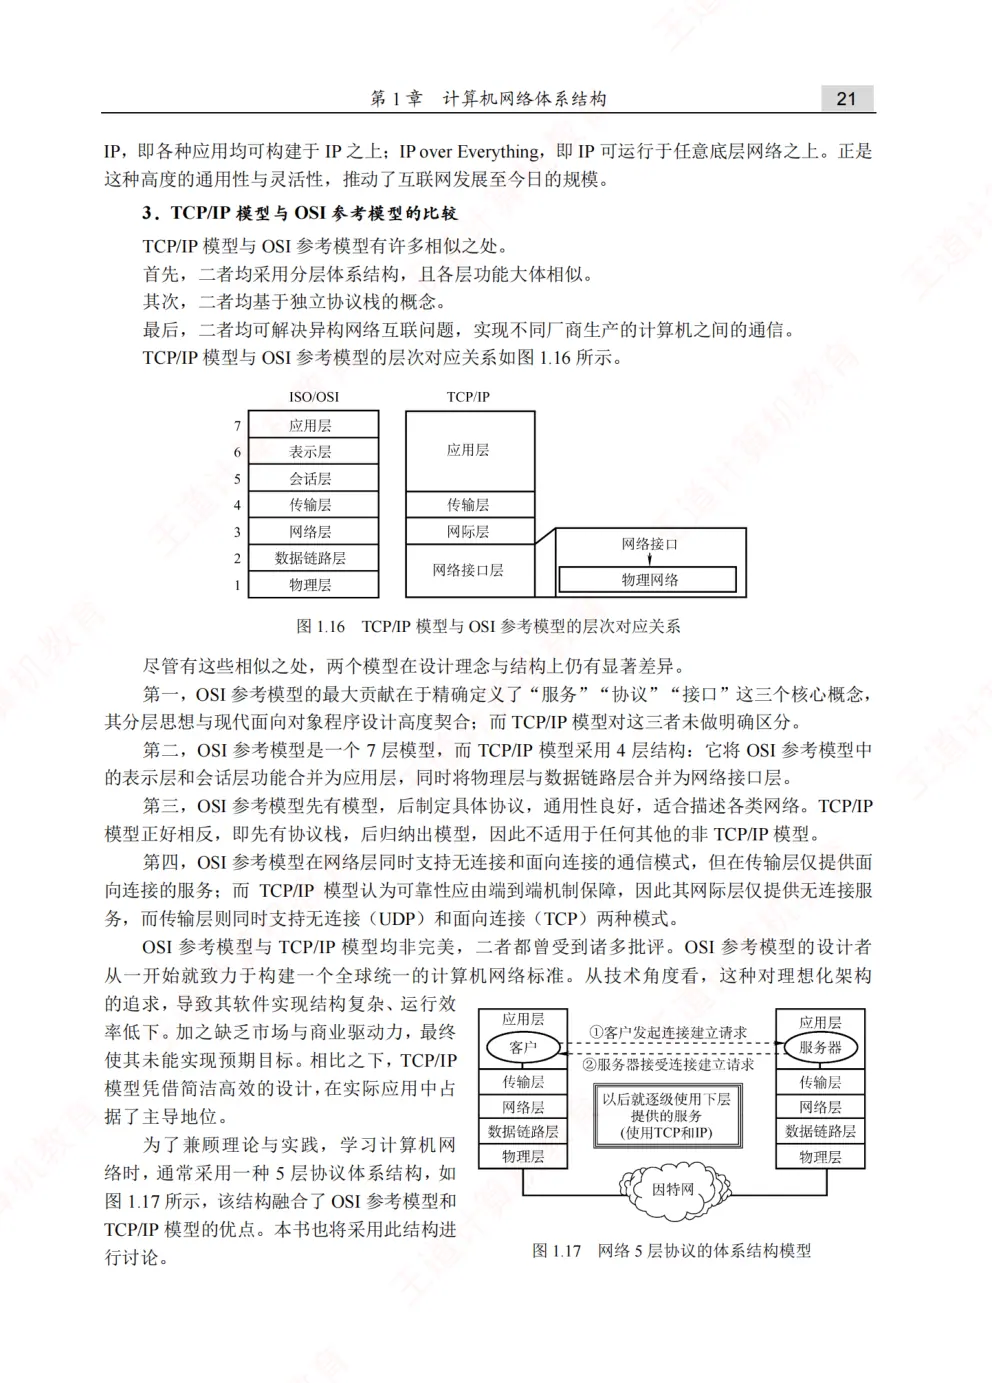 第 1 章 计算机网络体系结构 21
IP，即各种应用均可构建于 IP 之上；IP over Everything，即 IP 可运行于任意底层网络之上。正是
这种高度的通用性与灵活性，推动了互联网发展至今日的规模。
3．TCP/IP 模型与 OSI 参考模型的比较
TCP/IP 模型与 OSI 参考模型有许多相似之处。
首先，二者均采用分层体系结构，且各层功能大体相似。
其次，二者均基于独立协议栈的概念。
最后，二者均可解决异构网络互联问题，实现不同厂商生产的计算机之间的通信。
TCP/IP 模型与 OSI 参考模型的层次对应关系如图 1.16 所示。
ISO/OSI TCP/IP
7 应用层
6 表示层 应用层
5 会话层
4 传输层 传输层
3 网络层 网际层
网络接口
2 数据链路层
网络接口层
物理网络
1 物理层
图 1.16 TCP/IP 模型与 OSI 参考模型的层次对应关系
尽管有这些相似之处，两个模型在设计理念与结构上仍有显著差异。
第一，OSI 参考模型的最大贡献在于精确定义了“服务”“协议”“接口”这三个核心概念，
其分层思想与现代面向对象程序设计高度契合；而 TCP/IP 模型对这三者未做明确区分。
第二，OSI 参考模型是一个 7 层模型，而 TCP/IP 模型采用 4 层结构：它将 OSI 参考模型中
的表示层和会话层功能合并为应用层，同时将物理层与数据链路层合并为网络接口层。
第三，OSI 参考模型先有模型，后制定具体协议，通用性良好，适合描述各类网络。TCP/IP
模型正好相反，即先有协议栈，后归纳出模型，因此不适用于任何其他的非 TCP/IP 模型。
第四，OSI 参考模型在网络层同时支持无连接和面向连接的通信模式，但在传输层仅提供面
向连接的服务；而 TCP/IP 模型认为可靠性应由端到端机制保障，因此其网际层仅提供无连接服
务，而传输层则同时支持无连接（UDP）和面向连接（TCP）两种模式。
OSI 参考模型与 TCP/IP 模型均非完美，二者都曾受到诸多批评。OSI 参考模型的设计者
从一开始就致力于构建一个全球统一的计算机网络标准。从技术角度看，这种对理想化架构
的追求，导致其软件实现结构复杂、运行效
率低下。加之缺乏市场与商业驱动力，最终
使其未能实现预期目标。相比之下，TCP/IP
模型凭借简洁高效的设计，在实际应用中占
据了主导地位。
为了兼顾理论与实践，学习计算机网
络时，通常采用一种 5 层协议体系结构，如
图 1.17 所示，该结构融合了 OSI 参考模型和
TCP/IP 模型的优点。本书也将采用此结构进
行讨论。
应用层 应用层
①客户发起连接建立请求
客户 服务器
②服务器接受连接建立请求
传输层 传输层
以后就逐级使用下层
网络层 提供的服务 网络层
数据链路层 (使用TCP和IP) 数据链路层
物理层 物理层
因特网
图 1.17 网络 5 层协议的体系结构模型
王道计算机教育